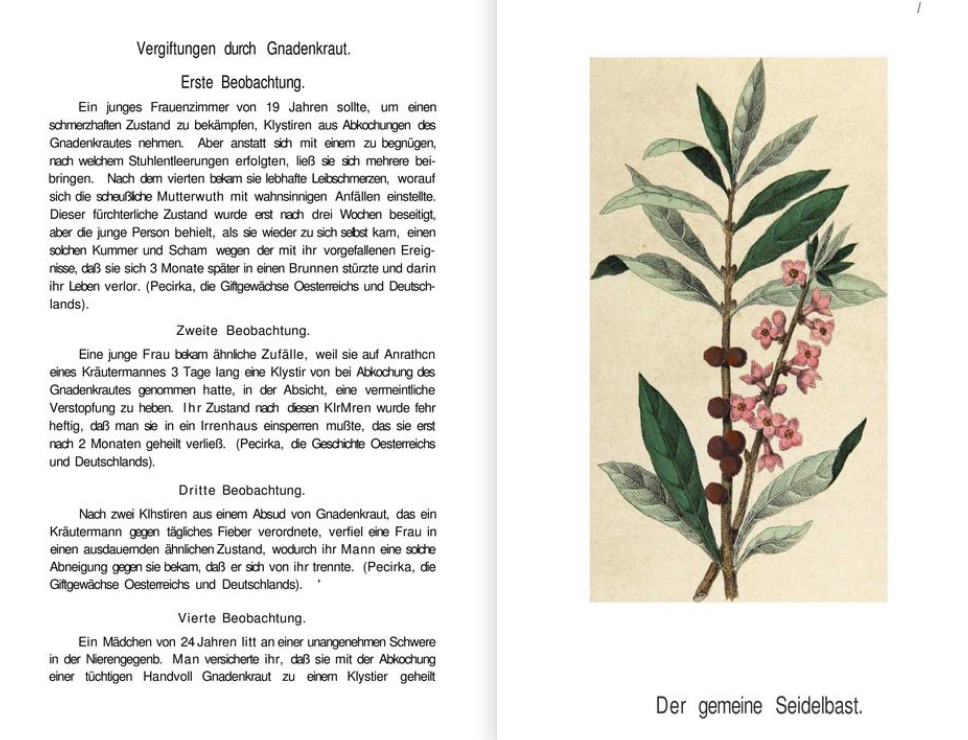 Vergiftungen durch Gnadenkraut.
Erste Beobachtung.
Ein junges Frauenzimmer von 19 Jahren sollte, um einen
schmerzhaften Zustand zu bekämpfen, Klystiren aus Abkochungen des
Gnadenkrautes nehmen. Aber anstatt sich mit einem zu begnügen,
nach welchem Stuhlentleerungen erfolgten, ließ sie sich mehrere bei-
bringen. Nach dem vierten bekam sie lebhafte Leibschmerzen, worauf
sich die scheußliche Mutterwuth mit wahnsinnigen Anfällen einstellte.
Dieser fürchterliche Zustand wurde erst nach drei Wochen beseitigt,
aber die junge Person behielt, als sie wieder zu sich selbst kam, einen
solchen Kummer und Scham wegen der mit ihr vorgefallenen Ereig-
nisse, daß sie sich 3 Monate später in einen Brunnen stürzte und darin
ihr Leben verlor. (Pecirka, die Giftgewächse Oesterreichs und Deutsch-
lands).
Zweite Beobachtung.
Eine junge Frau bekam ähnliche Zufälle, weil sie auf Anrathcn
eines Kräutermannes 3 Tage lang eine Klystir von bei Abkochung des
Gnadenkrautes genommen hatte, in der Absicht, eine vermeintliche
Verstopfung zu heben. Ihr Zustand nach diesen KlrMren wurde fehr
heftig, daß man sie in ein Irrenhaus einsperren mußte, das sie erst
nach 2 Monaten geheilt verließ. (Pecirka, die Geschichte Oesterreichs
und Deutschlands).
Dritte Beobachtung.
Nach zwei Klhstiren aus einem Absud von Gnadenkraut, das ein
Kräutermann gegen tägliches Fieber verordnete, verfiel eine Frau in
einen ausdauernden ähnlichen Zustand, wodurch ihr Mann eine solche
Abneigung gegen sie bekam, daß er sich von ihr trennte. (Pecirka, die
Giftgewächse Oesterreichs und Deutschlands). '
Vierte Beobachtung.
Ein Mädchen von 24 Jahren litt an einer unangenehmen Schwere
in der Nierengegenb. Man versicherte ihr, daß sie mit der Abkochung
einer tüchtigen Handvoll Gnadenkraut zu einem Klystier geheilt
/
Der gemeine Seidelbast.